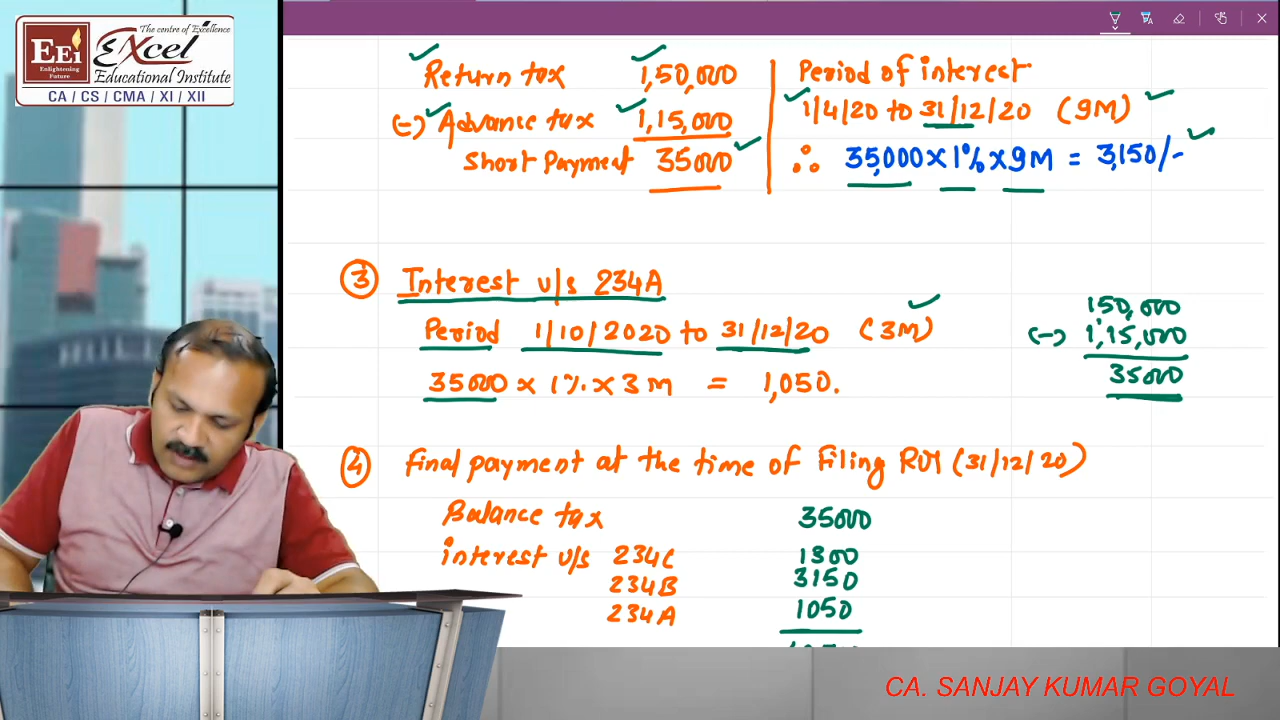 The centre of Excellence
EEi
EXcel
Enlightening
Future
Educational Institute
CA / CS / CMA / XI / XII
Return tax 1,50,000
(-) Advance tax 1,15,000
Short Payment 35000
Period of interest
1/4/20 to 31/12/20 (9M)
∴ 35,000 x 1% x 9M = 3,150/-
③ Interest u/s 234A
Period 1/10/2020 to 31/12/20 (3M)
35000 x 1% x 3M = 1,050.
150,000
(-) 1,15,000
35000
④ Final payment at the time of Filing ROI (31/12/20)
Balance tax 35000
interest u/s 234C 1300
234B 3150
234A 1050
CA. SANJAY KUMAR GOYAL